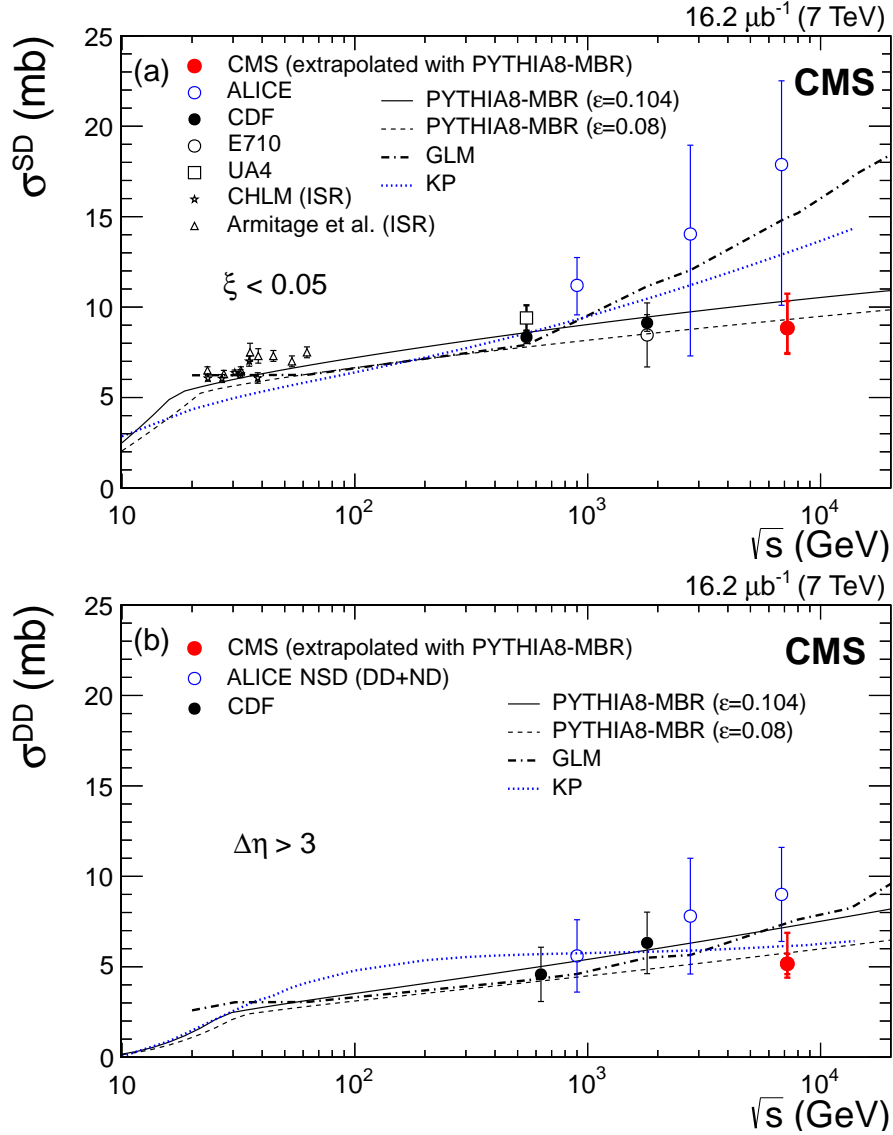 16.2 μb⁻¹ (7 TeV)
(a)
CMS
CMS (extrapolated with PYTHIA8-MBR)
ALICE
CDF
E710
UA4
CHLM (ISR)
Armitage et al. (ISR)
PYTHIA8-MBR (ε=0.104)
PYTHIA8-MBR (ε=0.08)
GLM
KP
ξ < 0.05
σ^SD (mb)
25
20
15
10
5
0
10 10² 10³ 10⁴
√s (GeV)
16.2 μb⁻¹ (7 TeV)
(b)
CMS
CMS (extrapolated with PYTHIA8-MBR)
ALICE NSD (DD+ND)
CDF
PYTHIA8-MBR (ε=0.104)
PYTHIA8-MBR (ε=0.08)
GLM
KP
Δη > 3
σ^DD (mb)
25
20
15
10
5
0
10 10² 10³ 10⁴
√s (GeV)